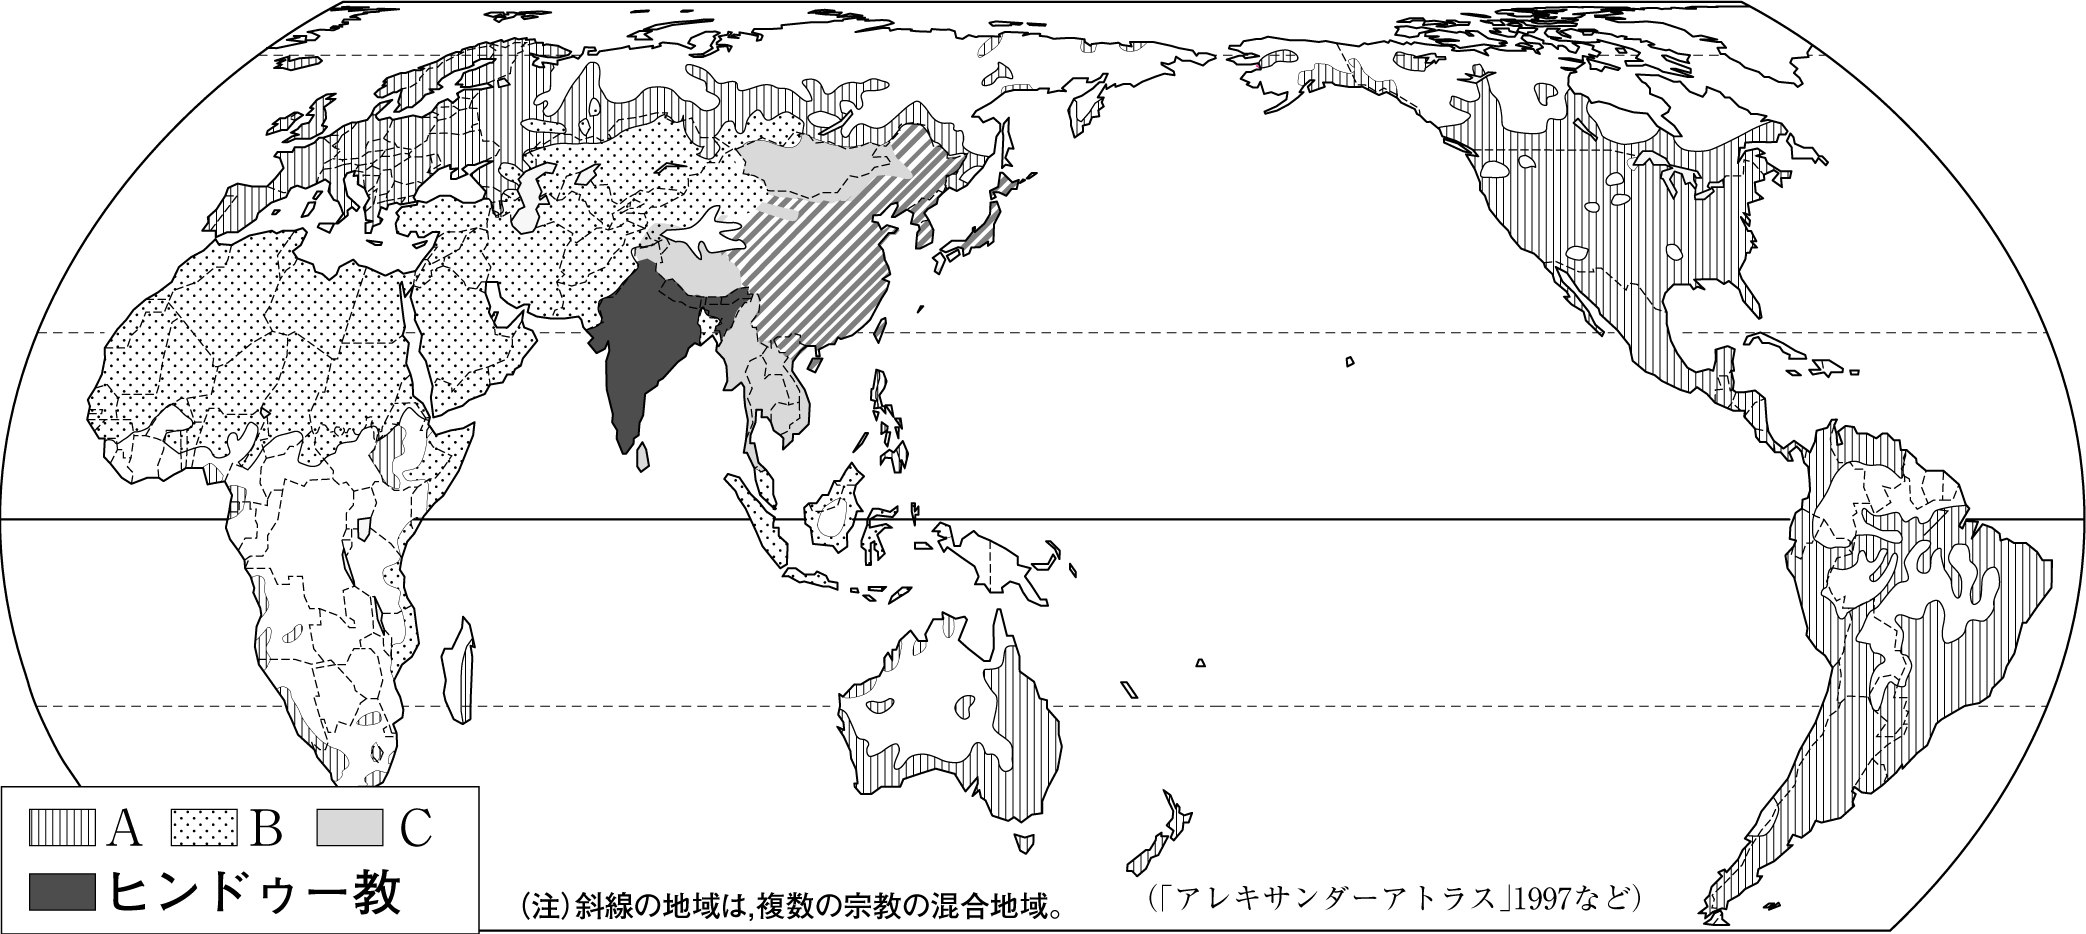 A B C
ヒンドゥー教
(注)斜線の地域は,複数の宗教の混合地域。
(「アレキサンダーアトラス」1997など)